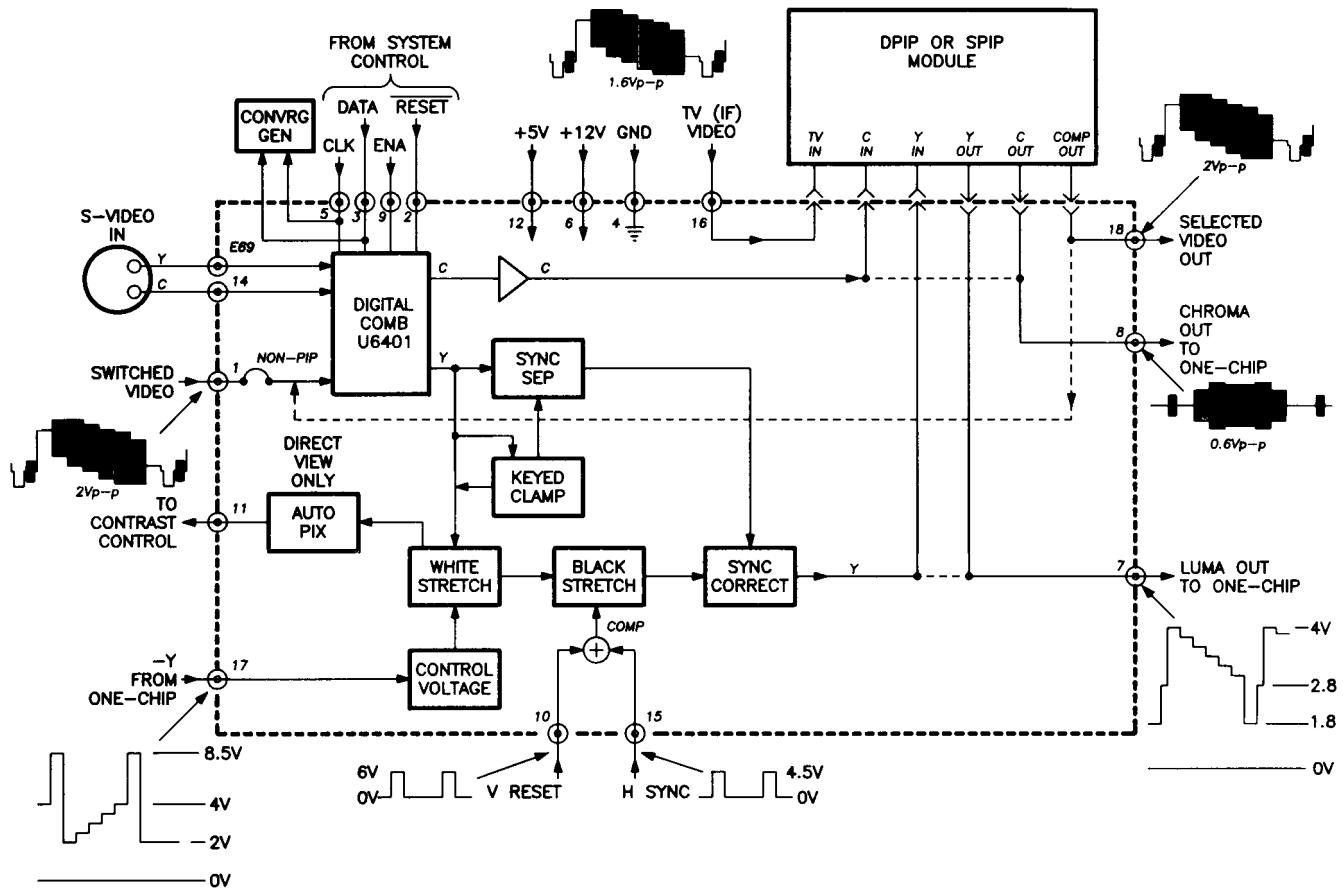 FROM SYSTEM
CONTROL
DATA
RESET
CLK
ENA
CONVRG
GEN
1.6Vp-p
+5V
+12V
GND
TV (IF)
VIDEO
DPIP OR SPIP
MODULE
TV
IN
C
IN
Y
IN
Y
OUT
C
OUT
COMP
OUT
2Vp-p
5
3
9
2
12
6
4
16
18
SELECTED
VIDEO
OUT
S-VIDEO
IN
Y
C
E69
14
DIGITAL
COMB
U6401
C
C
CHROMA
OUT
TO
ONE-CHIP
8
0.6Vp-p
SWITCHED
VIDEO
1
NON-PIP
Y
SYNC
SEP
2Vp-p
KEYED
CLAMP
DIRECT
VIEW
ONLY
TO
CONTRAST
CONTROL
11
AUTO
PIX
WHITE
STRETCH
BLACK
STRETCH
SYNC
CORRECT
Y
7
LUMA OUT
TO ONE-CHIP
COMP
+
-Y
FROM
ONE-CHIP
17
CONTROL
VOLTAGE
4V
2.8
1.8
0V
10
15
8.5V
4V
2V
0V
6V
0V
V RESET
H SYNC
4.5V
0V